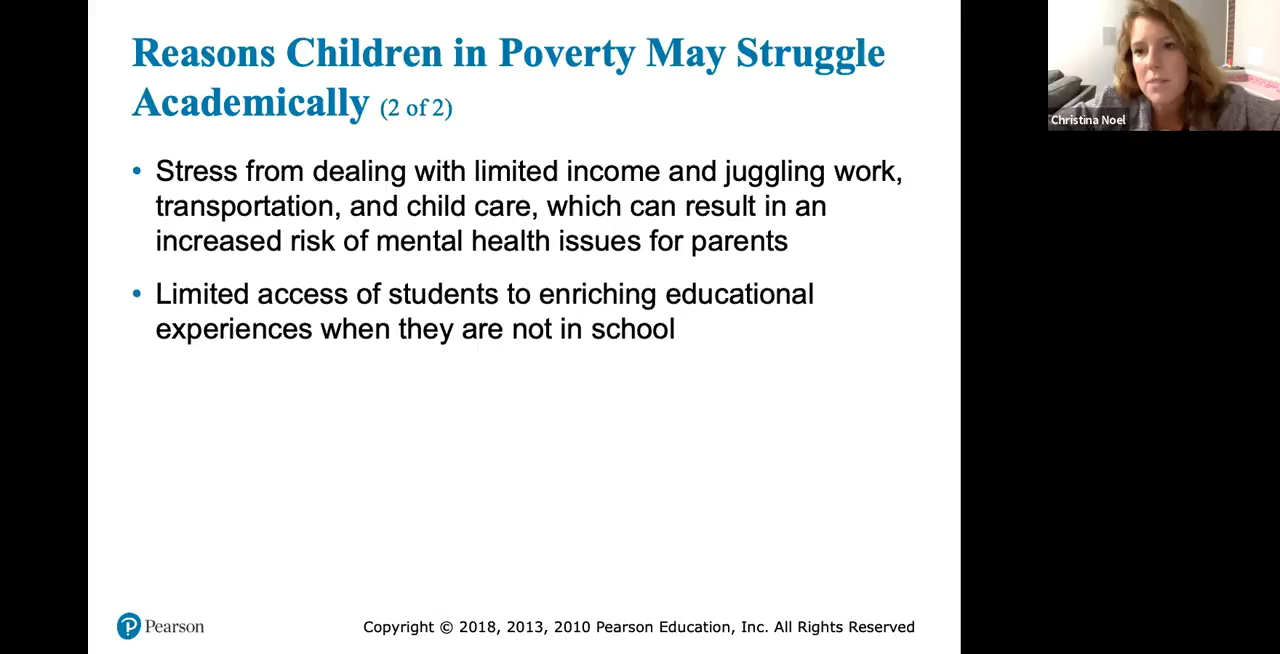 Reasons Children in Poverty May Struggle
Academically (2 of 2)
Christina Noel
• Stress from dealing with limited income and juggling work,
transportation, and child care, which can result in an
increased risk of mental health issues for parents
• Limited access of students to enriching educational
experiences when they are not in school
P Pearson
Copyright © 2018, 2013, 2010 Pearson Education, Inc. All Rights Reserved